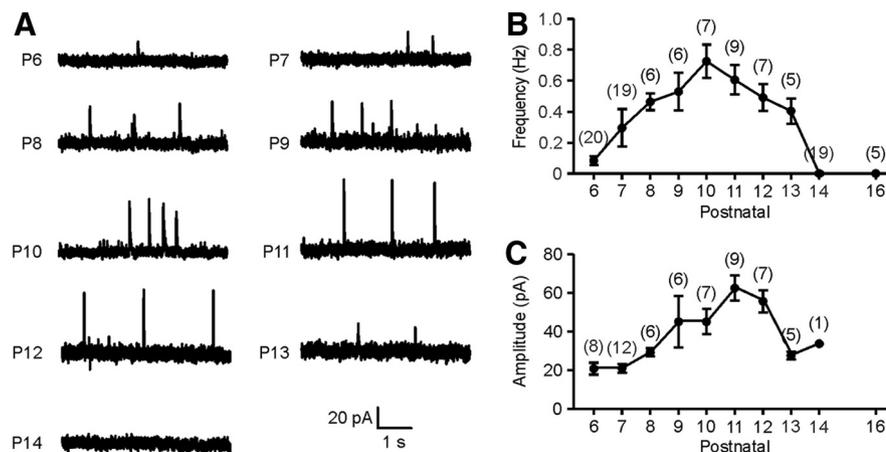 A
P6
P7
P8
P9
P10
P11
P12
P13
P14
20 pA
1 s
B
Frequency (Hz)
1.0
0.8
0.6
0.4
0.2
0
(20)
(19)
(6)
(6)
(7)
(9)
(7)
(5)
(19)
(5)
6 7 8 9 10 11 12 13 14 16
Postnatal
C
Amplitude (pA)
80
60
40
20
0
(8)
(12)
(6)
(6)
(7)
(9)
(7)
(5)
(1)
6 7 8 9 10 11 12 13 14 16
Postnatal